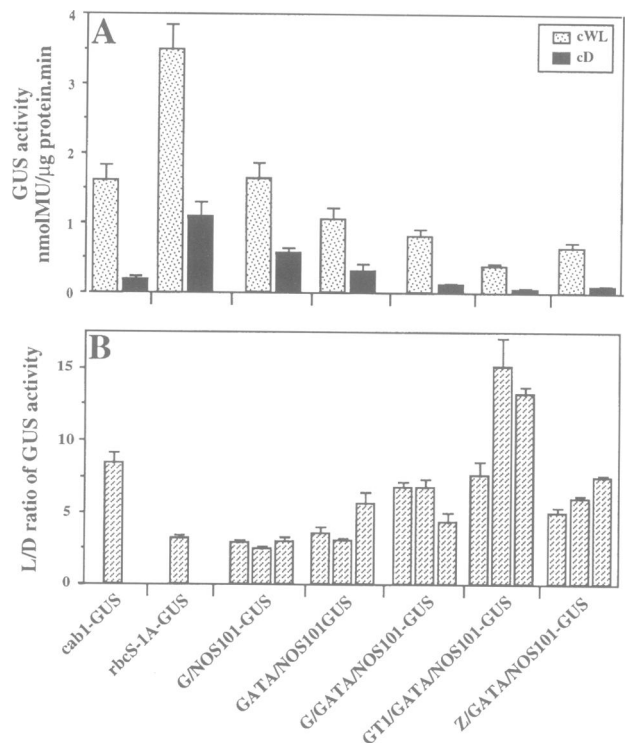 A
cWL
cD
GUS activity
nmolMU/µg protein.min
4
3
2
1
0
B
L/D ratio of GUS activity
15
10
5
0
cab1-GUS
rbcS-1A-GUS
G/NOS101-GUS
GATA/NOS101GUS
G/GATA/NOS101-GUS
GT1/GATA/NOS101-GUS
Z/GATA/NOS101-GUS